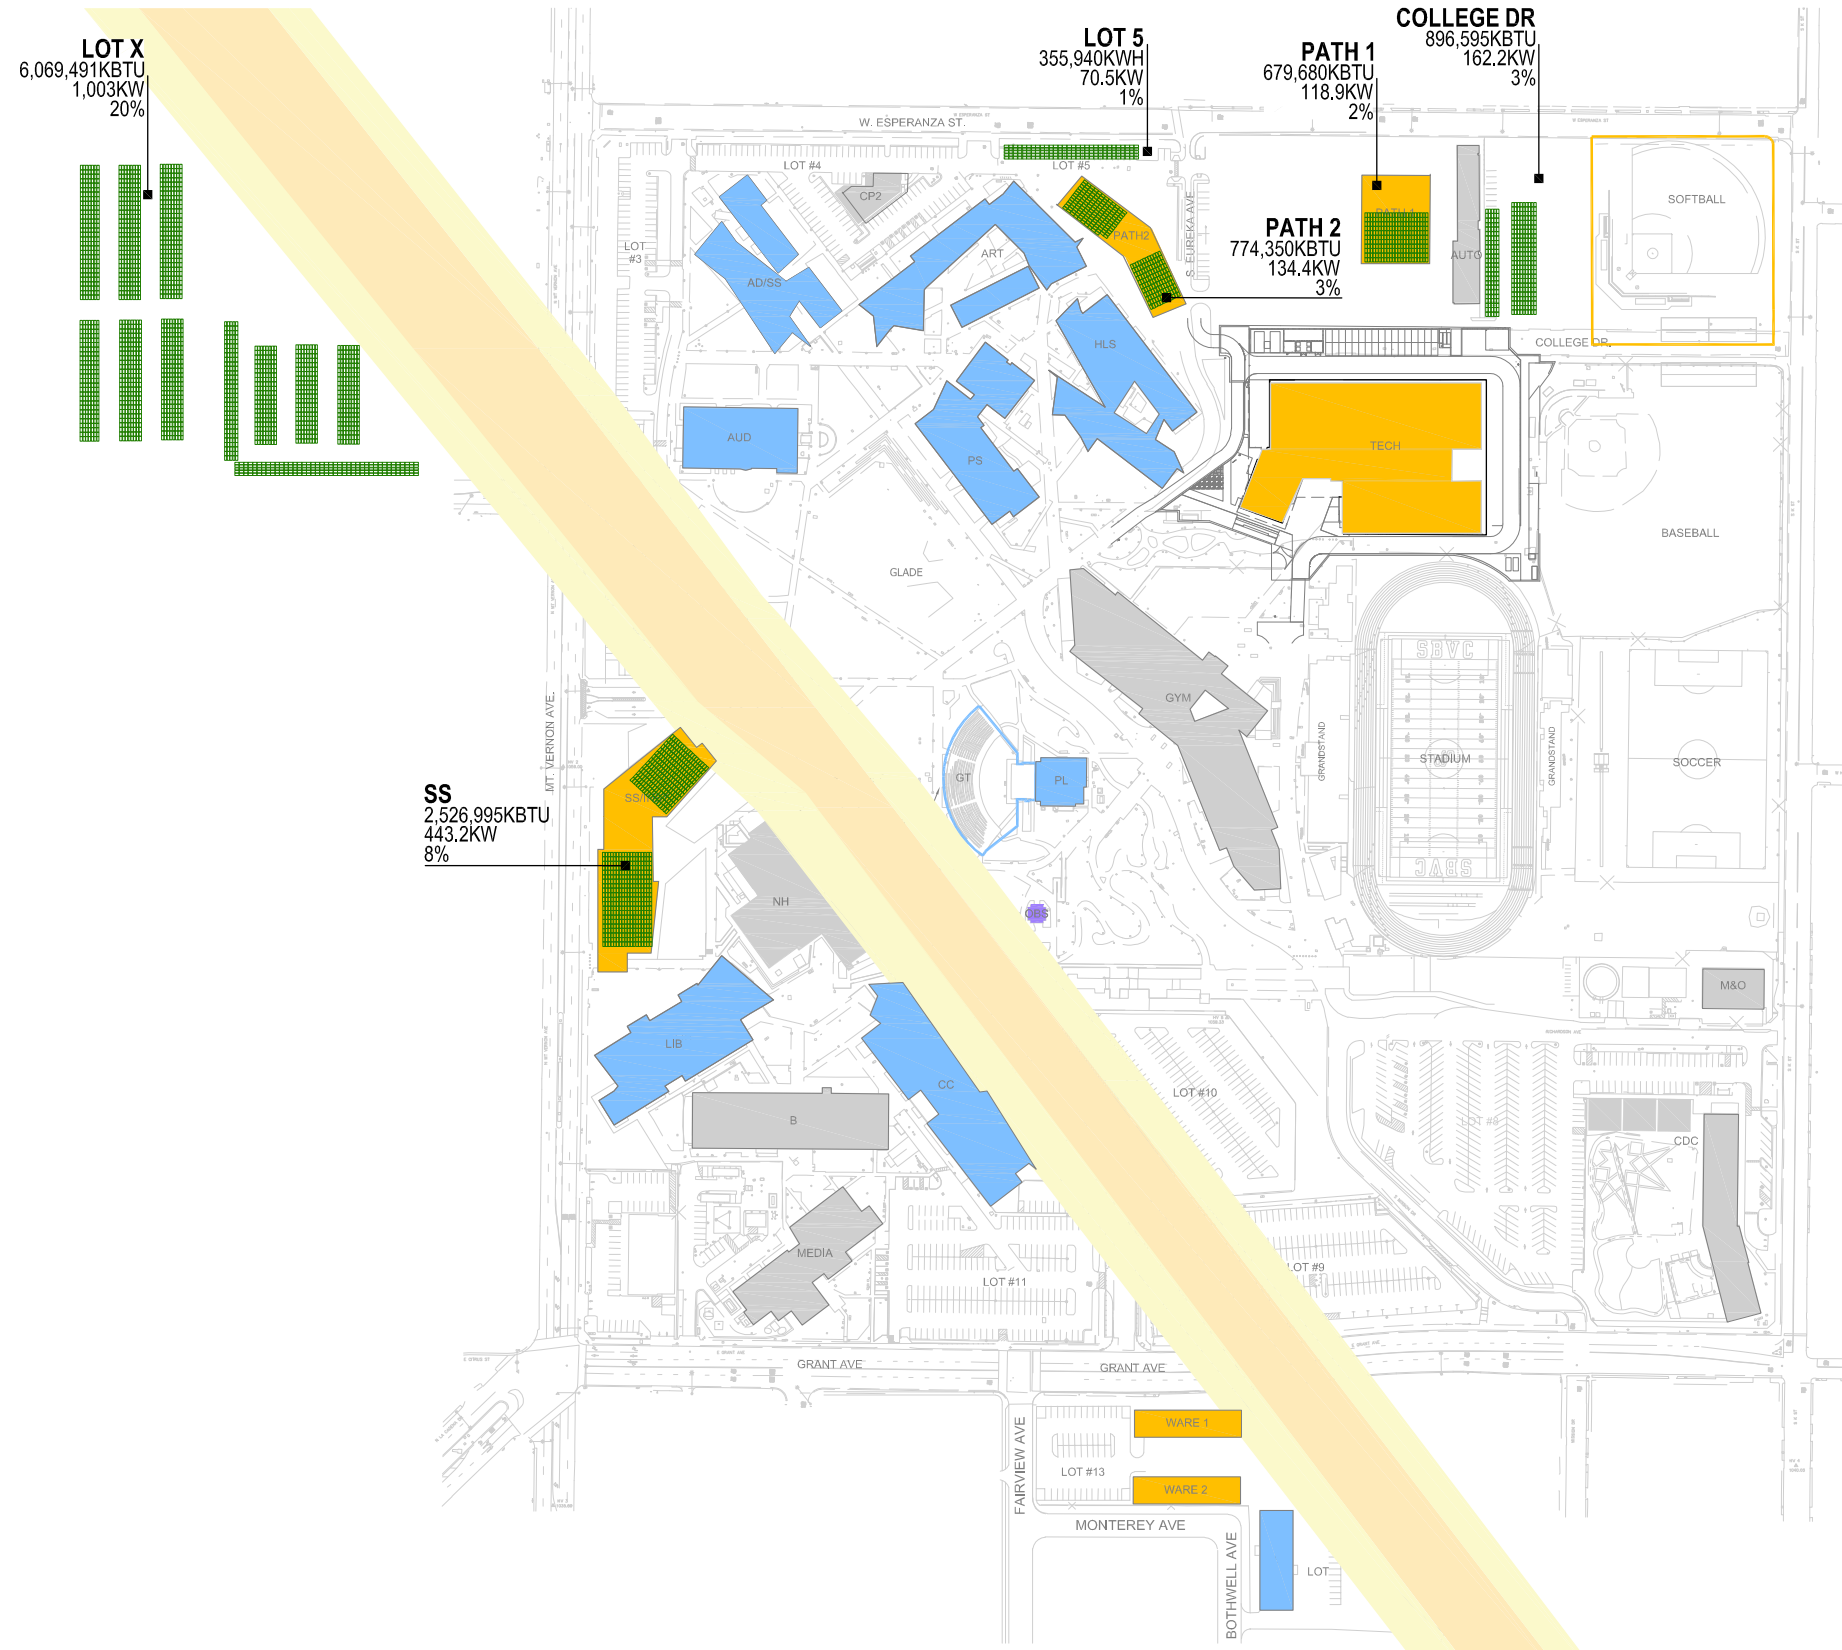 COLLEGE DR
896,595KBTU
162.2KW
3%
LOT X
6,069,491KBTU
1,003KW
20%
LOT 5
355,940KWH
70.5KW
1%
PATH 1
679,680KBTU
118.9KW
2%
W. ESPERANZA ST.
LOT #4
LOT #5
CP2
SOFTBALL
S. EUREKA AVE
PATH2
PATH 2
774,350KBTU
134.4KW
3%
LOT
#3
ART
AUTO
AD/SS
HLS
COLLEGE DR.
AUD
TECH
PS
BASEBALL
GLADE
SBVC
GYM
MT. VERNON AVE.
GRANDSTAND
STADIUM
GRANDSTAND
SOCCER
GT
PL
SS
2,526,995KBTU
443.2KW
8%
SBVC
NH
OBS
M&O
LIB
CC
LOT #10
B
LOT #8
CDC
MEDIA
LOT #11
LOT #9
GRANT AVE
GRANT AVE
FAIRVIEW AVE
WARE 1
LOT #13
WARE 2
MONTEREY AVE
BOTHWELL AVE
LOT